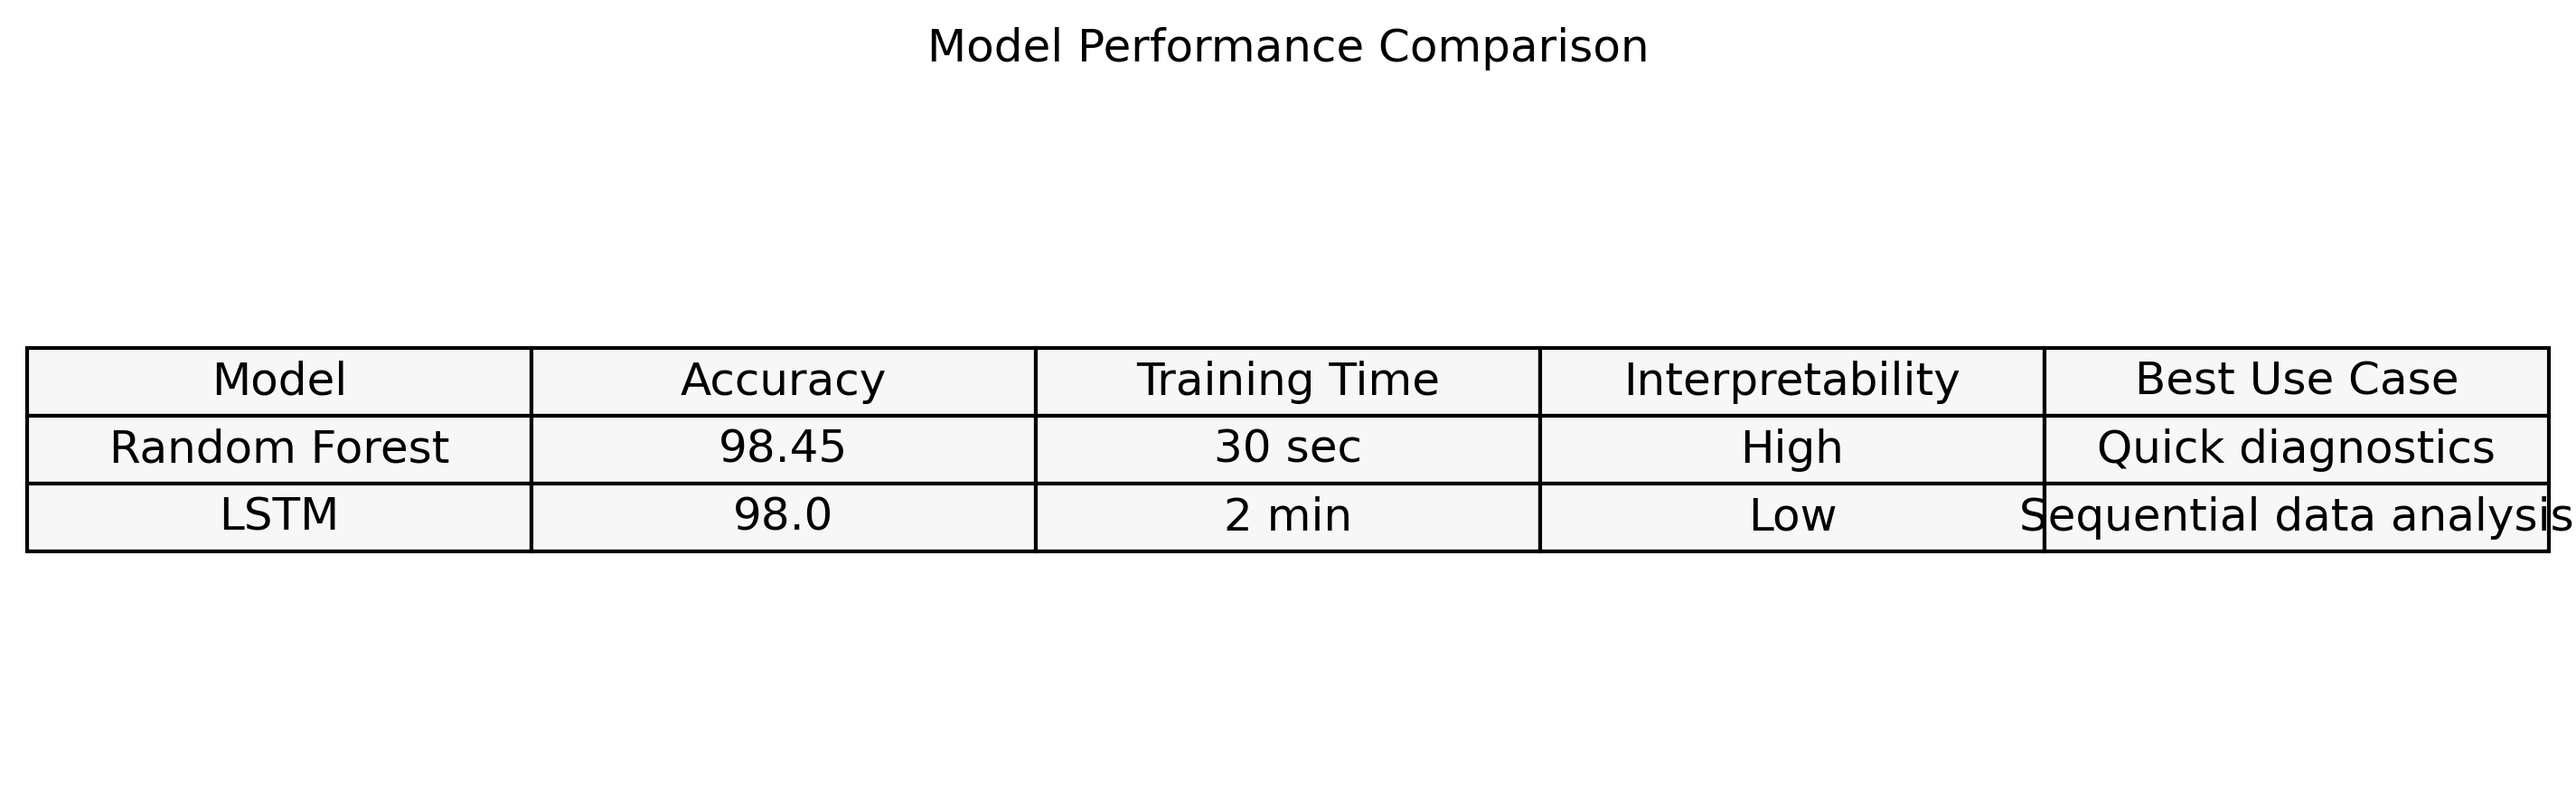 Model Performance Comparison
Model Accuracy Training Time Interpretability Best Use Case
Random Forest 98.45 30 sec High Quick diagnostics
LSTM 98.0 2 min Low Sequential data analysis